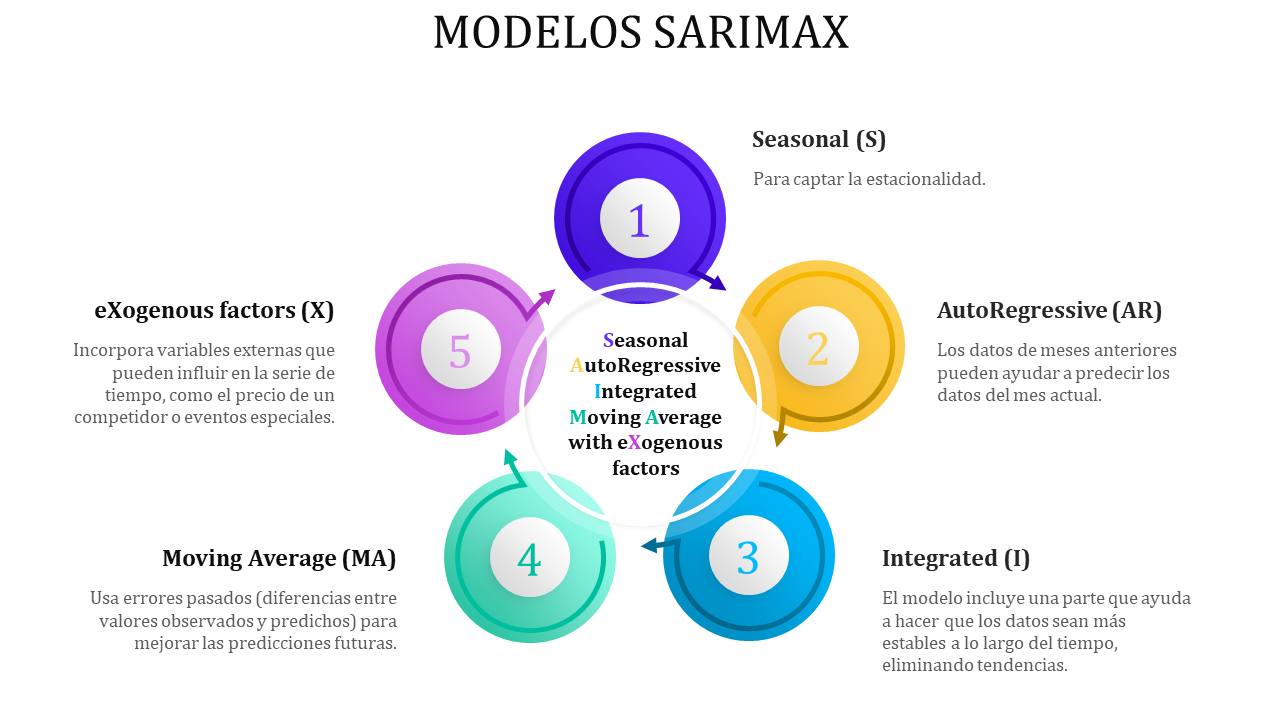 MODELOS SARIMAX
1
Seasonal (S)
Para captar la estacionalidad.
2
AutoRegressive (AR)
Los datos de meses anteriores
pueden ayudar a predecir los
datos del mes actual.
3
Integrated (I)
El modelo incluye una parte que ayuda
a hacer que los datos sean más
estables a lo largo del tiempo,
eliminando tendencias.
4
Moving Average (MA)
Usa errores pasados (diferencias entre
valores observados y predichos) para
mejorar las predicciones futuras.
5
eXogenous factors (X)
Incorpora variables externas que
pueden influir en la serie de
tiempo, como el precio de un
competidor o eventos especiales.
Seasonal
AutoRegressive
Integrated
Moving Average
with eXogenous
factors